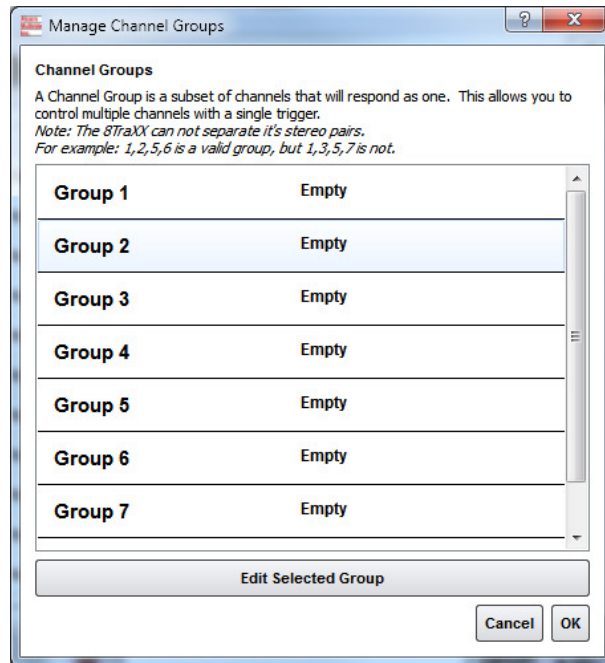 Manage Channel Groups
Channel Groups
A Channel Group is a subset of channels that will respond as one.  This allows you to
control multiple channels with a single trigger.
Note: The 8TraXX can not separate it's stereo pairs.
For example: 1,2,5,6 is a valid group, but 1,3,5,7 is not.
Group 1 Empty
Group 2 Empty
Group 3 Empty
Group 4 Empty
Group 5 Empty
Group 6 Empty
Group 7 Empty
Edit Selected Group
Cancel OK